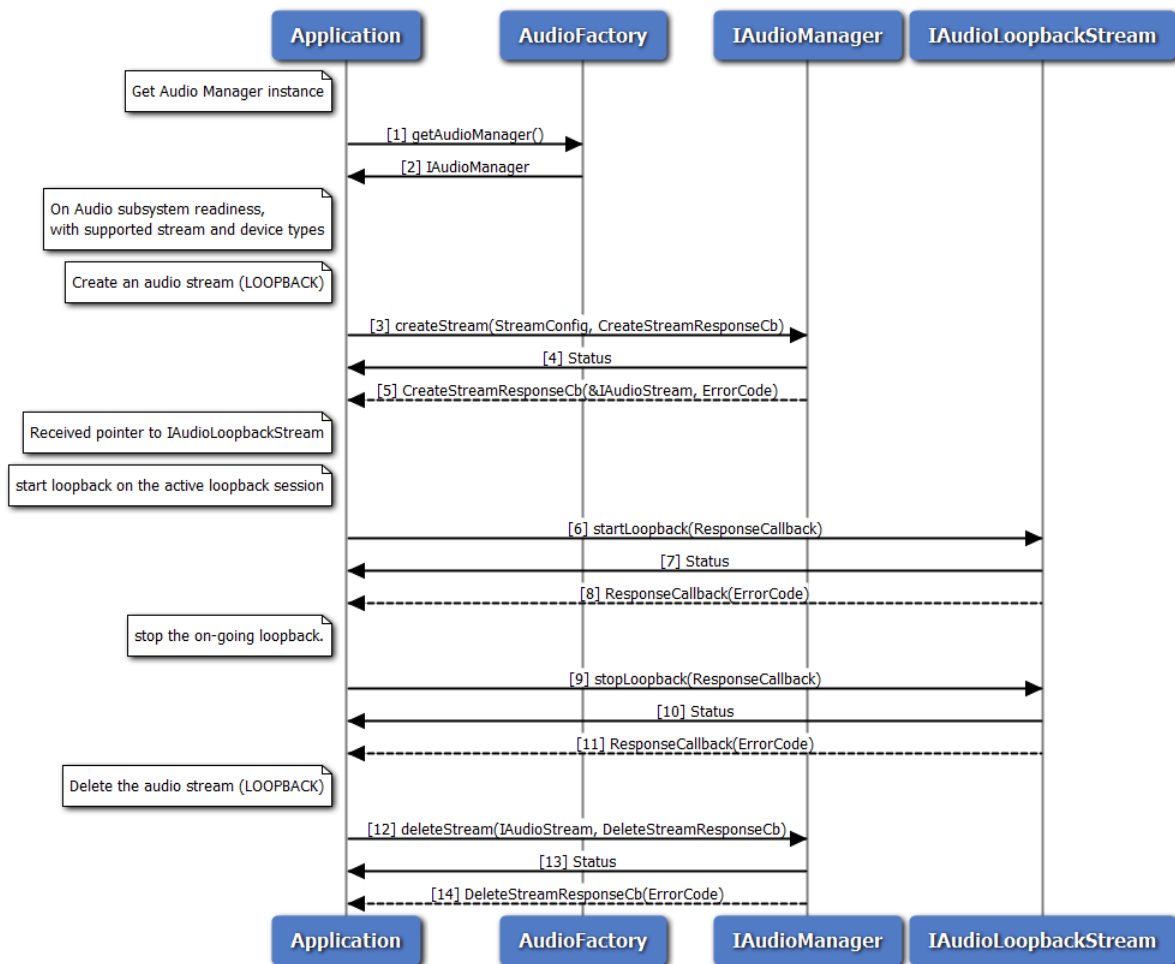 Application
AudioFactory
IAudioManager
IAudioLoopbackStream
Get Audio Manager instance
[1] getAudioManager()
[2] IAudioManager
On Audio subsystem readiness,
with supported stream and device types
Create an audio stream (LOOPBACK)
[3] createStream(StreamConfig, CreateStreamResponseCb)
[4] Status
[5] CreateStreamResponseCb(&IAudioStream, ErrorCode)
Received pointer to IAudioLoopbackStream
start loopback on the active loopback session
[6] startLoopback(ResponseCallback)
[7] Status
[8] ResponseCallback(ErrorCode)
stop the on-going loopback.
[9] stopLoopback(ResponseCallback)
[10] Status
[11] ResponseCallback(ErrorCode)
Delete the audio stream (LOOPBACK)
[12] deleteStream(IAudioStream, DeleteStreamResponseCb)
[13] Status
[14] DeleteStreamResponseCb(ErrorCode)
Application
AudioFactory
IAudioManager
IAudioLoopbackStream